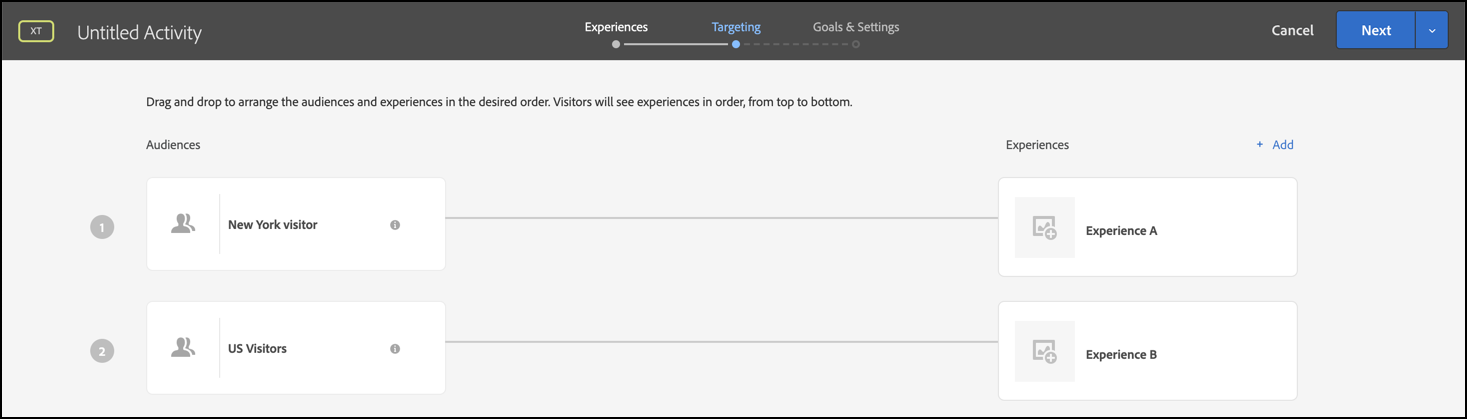 XT
Untitled Activity
Experiences
Targeting
Goals & Settings
Cancel
Next
Drag and drop to arrange the audiences and experiences in the desired order. Visitors will see experiences in order, from top to bottom.
Audiences
Experiences
+ Add
1
New York visitor
Experience A
2
US Visitors
Experience B